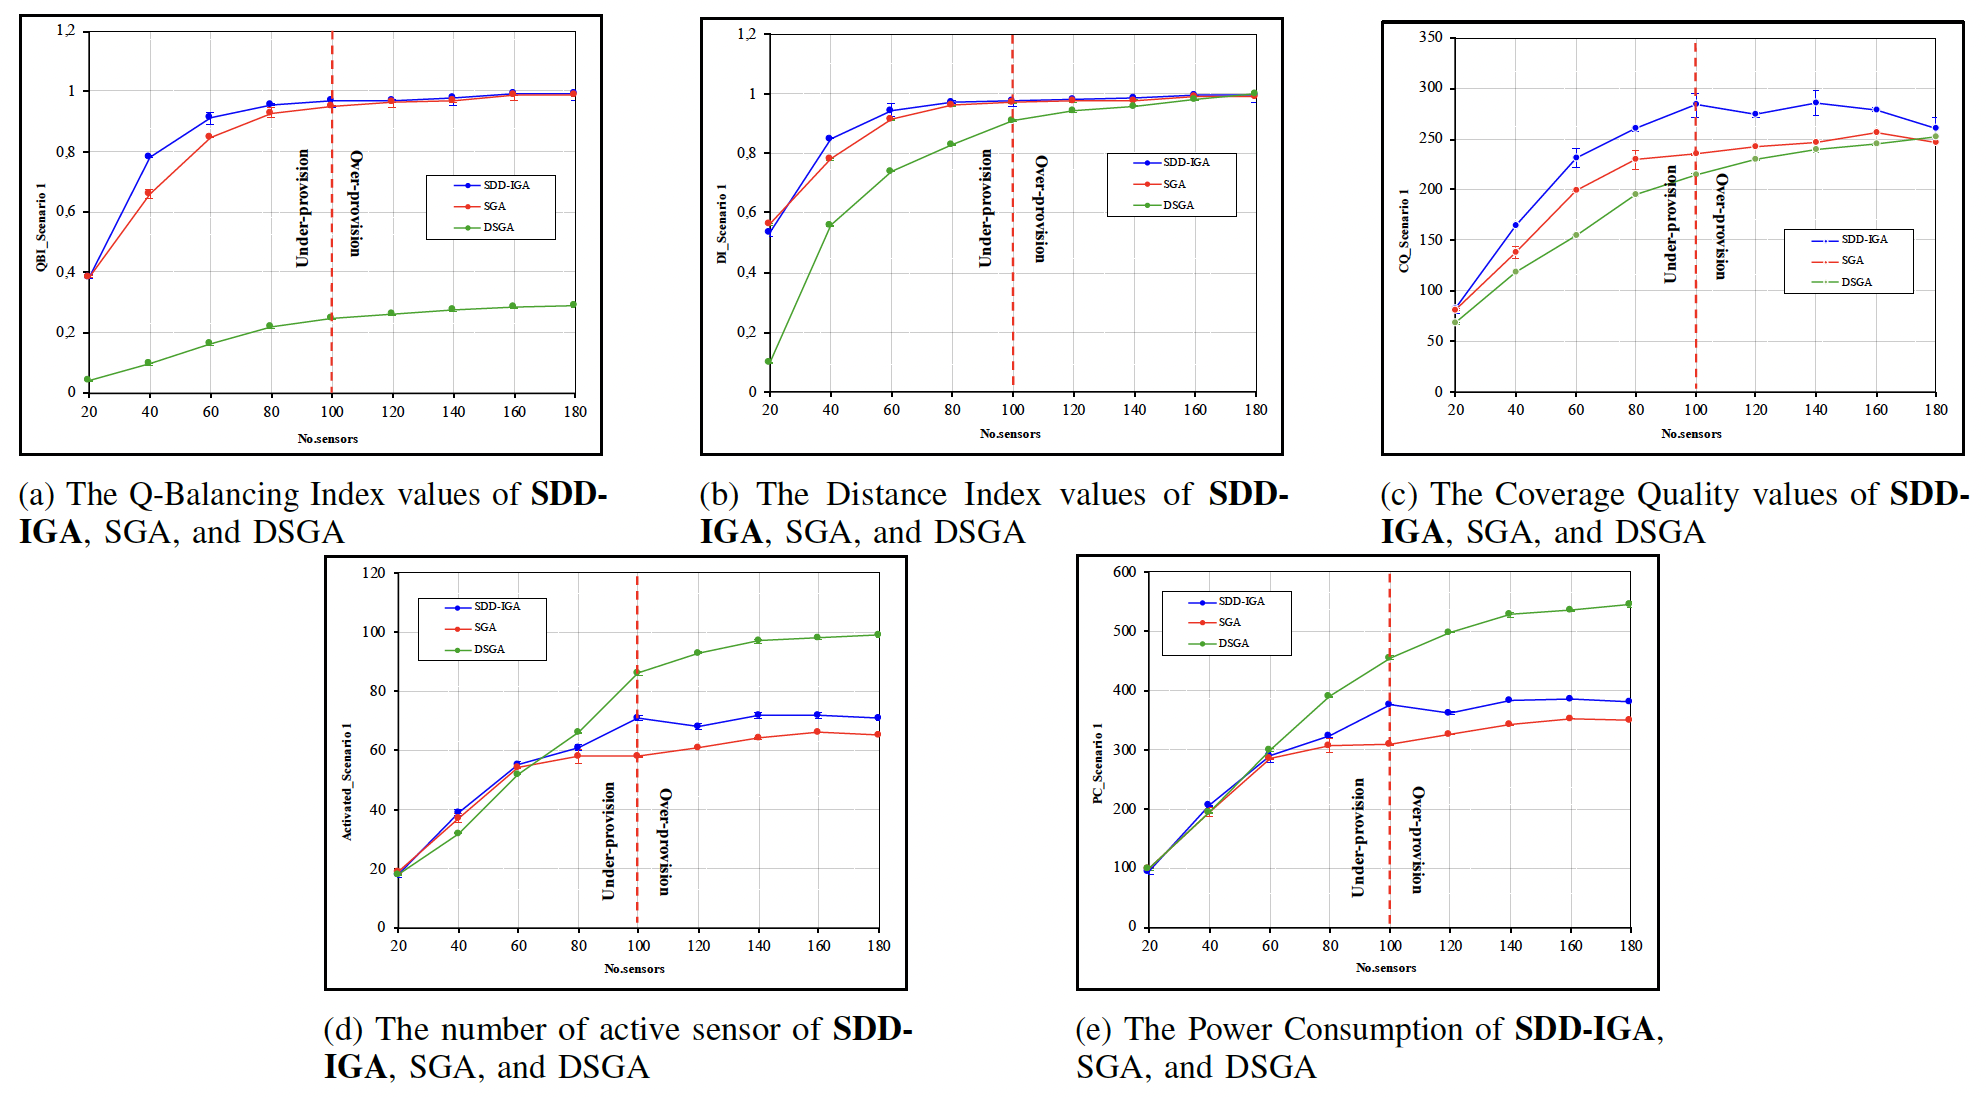 1,2
1
0,8
0,6
0,4
0,2
0
20 40 60 80 100 120 140 160 180
No.sensors
QBI_Scenario 1
Under-provision
Over-provision
SDD-IGA
SGA
DSGA
(a) The Q-Balancing Index values of SDD-
IGA, SGA, and DSGA
1,2
1
0,8
0,6
0,4
0,2
0
20 40 60 80 100 120 140 160 180
No.sensors
DI_Scenario 1
Under-provision
Over-provision
SDD-IGA
SGA
DSGA
(b) The Distance Index values of SDD-
IGA, SGA, and DSGA
350
300
250
200
150
100
50
0
20 40 60 80 100 120 140 160 180
No.sensors
CQ_Scenario 1
Under-provision
Over-provision
SDD-IGA
SGA
DSGA
(c) The Coverage Quality values of SDD-
IGA, SGA, and DSGA
120
100
80
60
40
20
0
20 40 60 80 100 120 140 160 180
No.sensors
Activated_Scenario 1
Under-provision
Over-provision
SDD-IGA
SGA
DSGA
(d) The number of active sensor of SDD-
IGA, SGA, and DSGA
600
500
400
300
200
100
0
20 40 60 80 100 120 140 160 180
No.sensors
PC_Scenario 1
Under-provision
Over-provision
SDD-IGA
SGA
DSGA
(e) The Power Consumption of SDD-IGA,
SGA, and DSGA